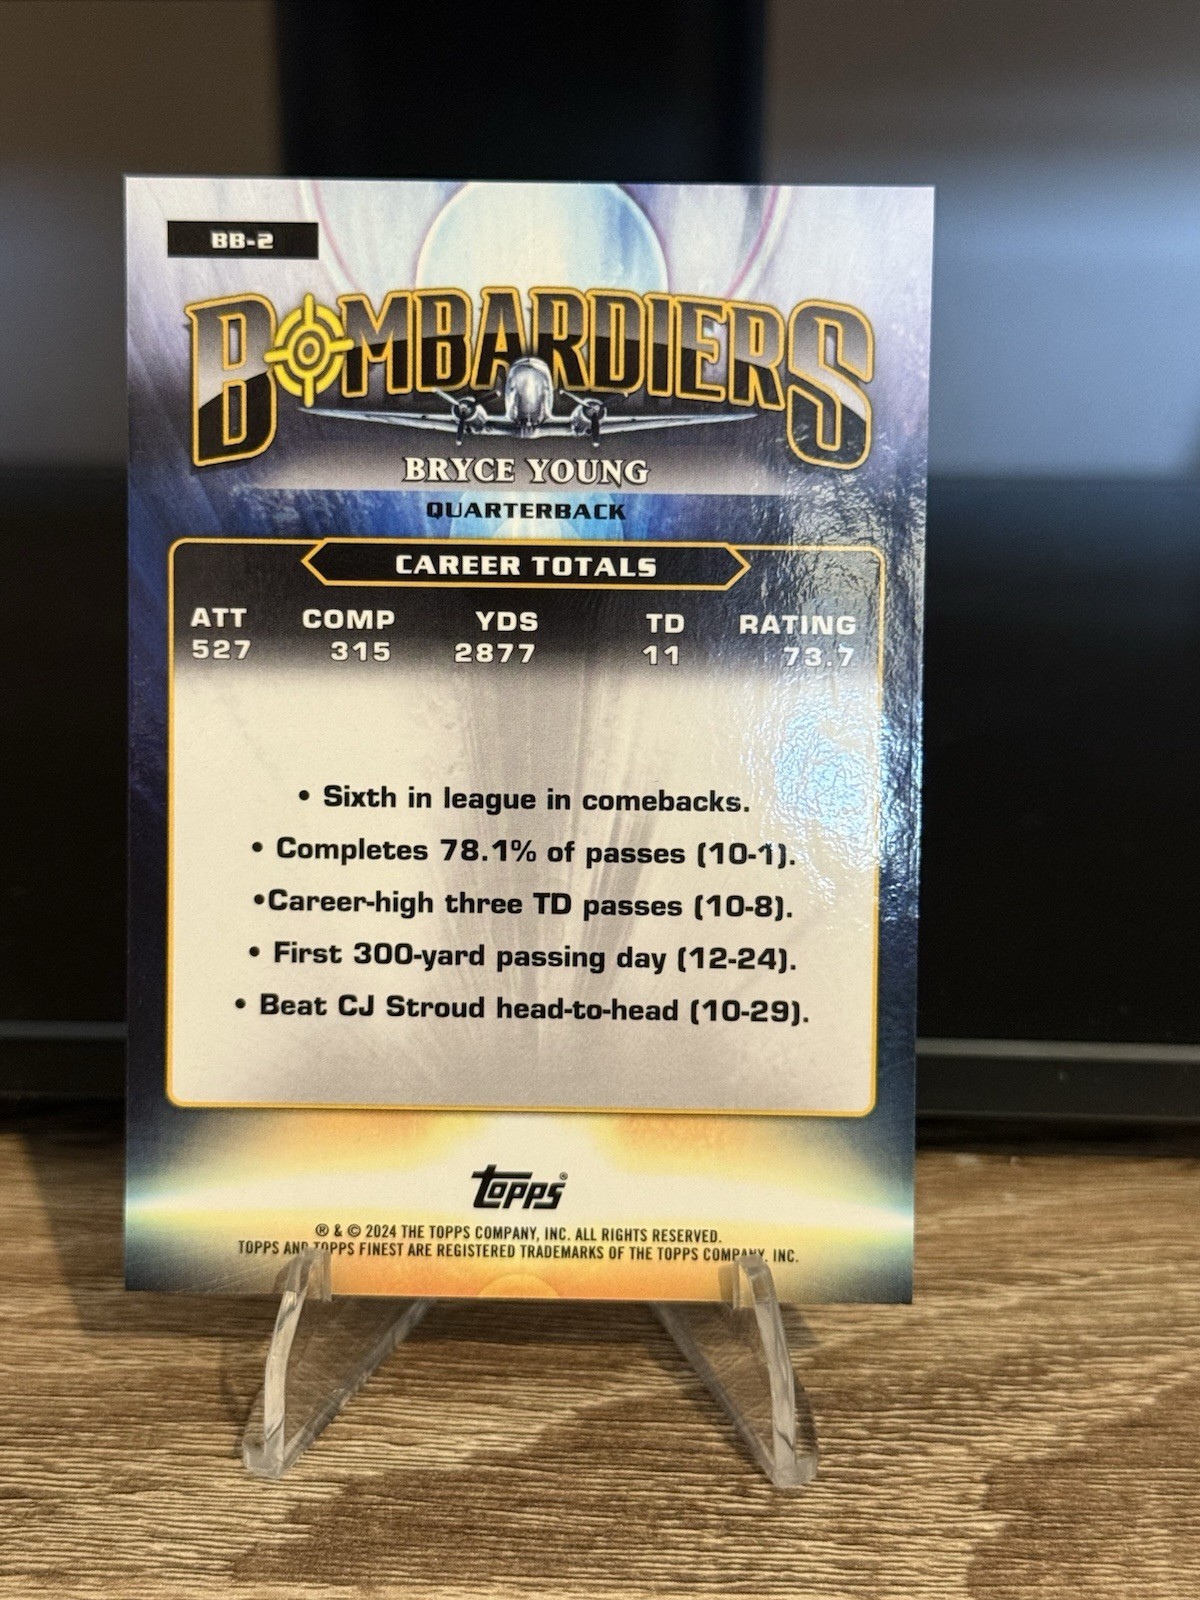 BB-2
BOMBARDIERS
BRYCE YOUNG
QUARTERBACK
CAREER TOTALS
ATT COMP YDS TD RATING
527 315 2877 11 73.7
• Sixth in league in comebacks.
• Completes 78.1% of passes (10-1).
•Career-high three TD passes (10-8).
• First 300-yard passing day (12-24).
• Beat CJ Stroud head-to-head (10-29).
topps®
® & © 2024 THE TOPPS COMPANY, INC. ALL RIGHTS RESERVED.
TOPPS AND TOPPS FINEST ARE REGISTERED TRADEMARKS OF THE TOPPS COMPANY, INC.